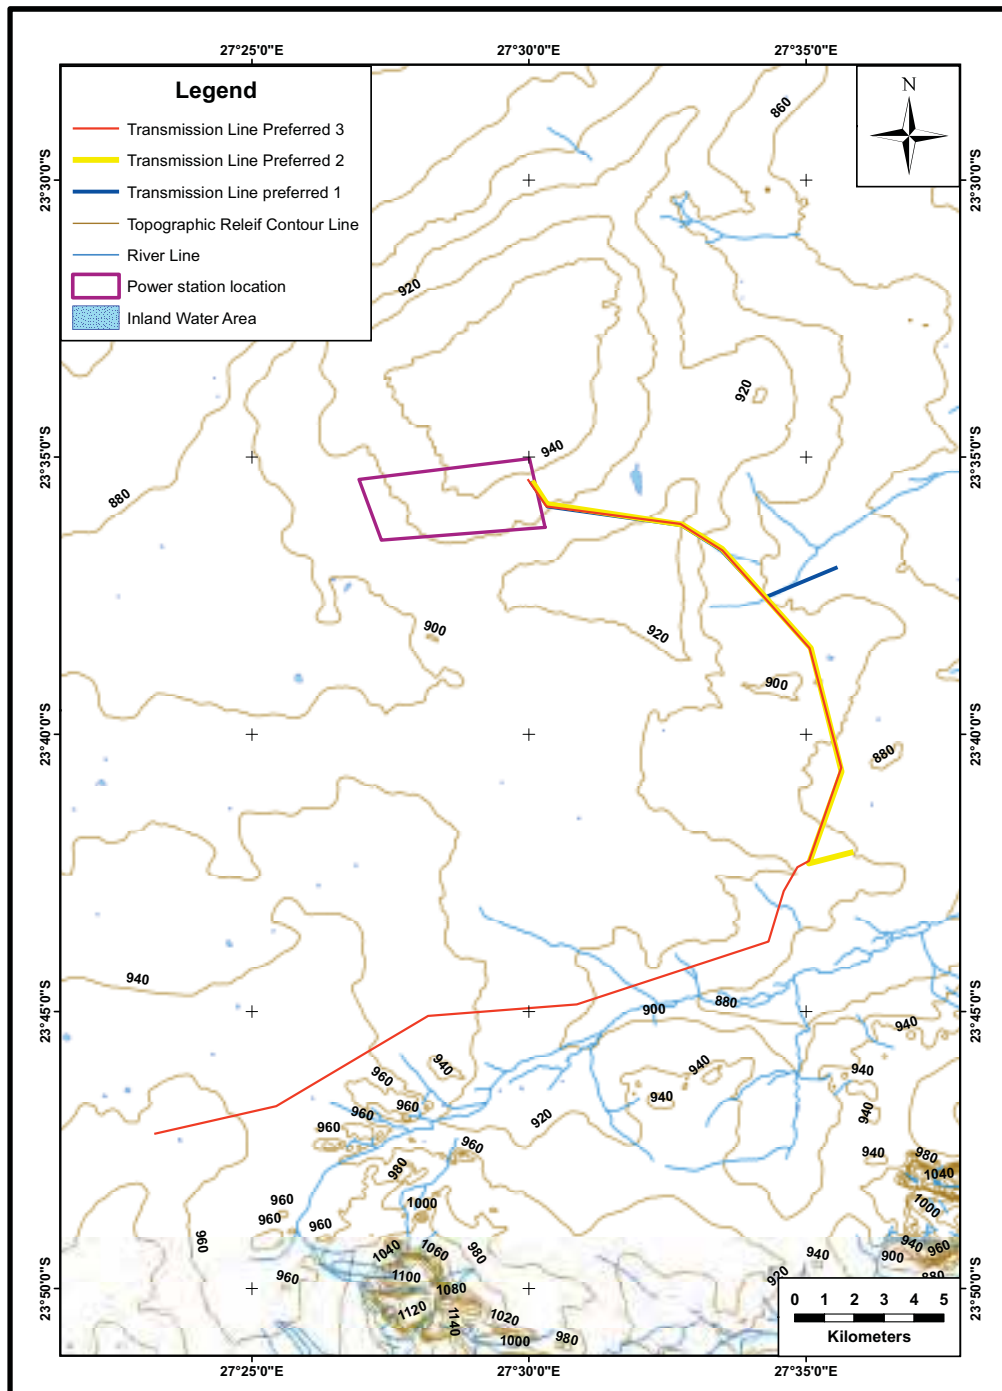 27°25'0"E 27°30'0"E 27°35'0"E
Legend
Transmission Line Preferred 3
Transmission Line Preferred 2
Transmission Line preferred 1
Topographic Releif Contour Line
River Line
Power station location
Inland Water Area
N
860
23°30'0"S 23°30'0"S
920
920
940
23°35'0"S 23°35'0"S
880
900
920
900
23°40'0"S 23°40'0"S
880
940
880
900
23°45'0"S 23°45'0"S
940
940
960
940
940
940
960
960
940
920
960
960
940
980
980
1040
1000
1000
960
960
960
960
940
1040
1060
980
940
900
960
960
1100
920
880
23°50'0"S 23°50'0"S
1080
1120
1140
1020
1000
980
0 1 2 3 4 5
Kilometers
27°25'0"E 27°30'0"E 27°35'0"E